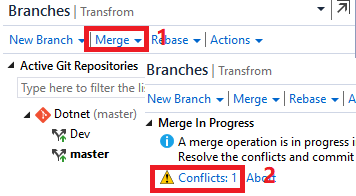 Branches | Transfrom
New Branch Merge Rebase Actions
1
Active Git Repositories
Type here to filter the lis
Dotnet (master)
Dev
master
Branches | Transfrom
New Branch Merge Rebase A
Merge In Progress
A merge operation is in progress i
Resolve the conflicts and commit
Conflicts: 1 Abort
2